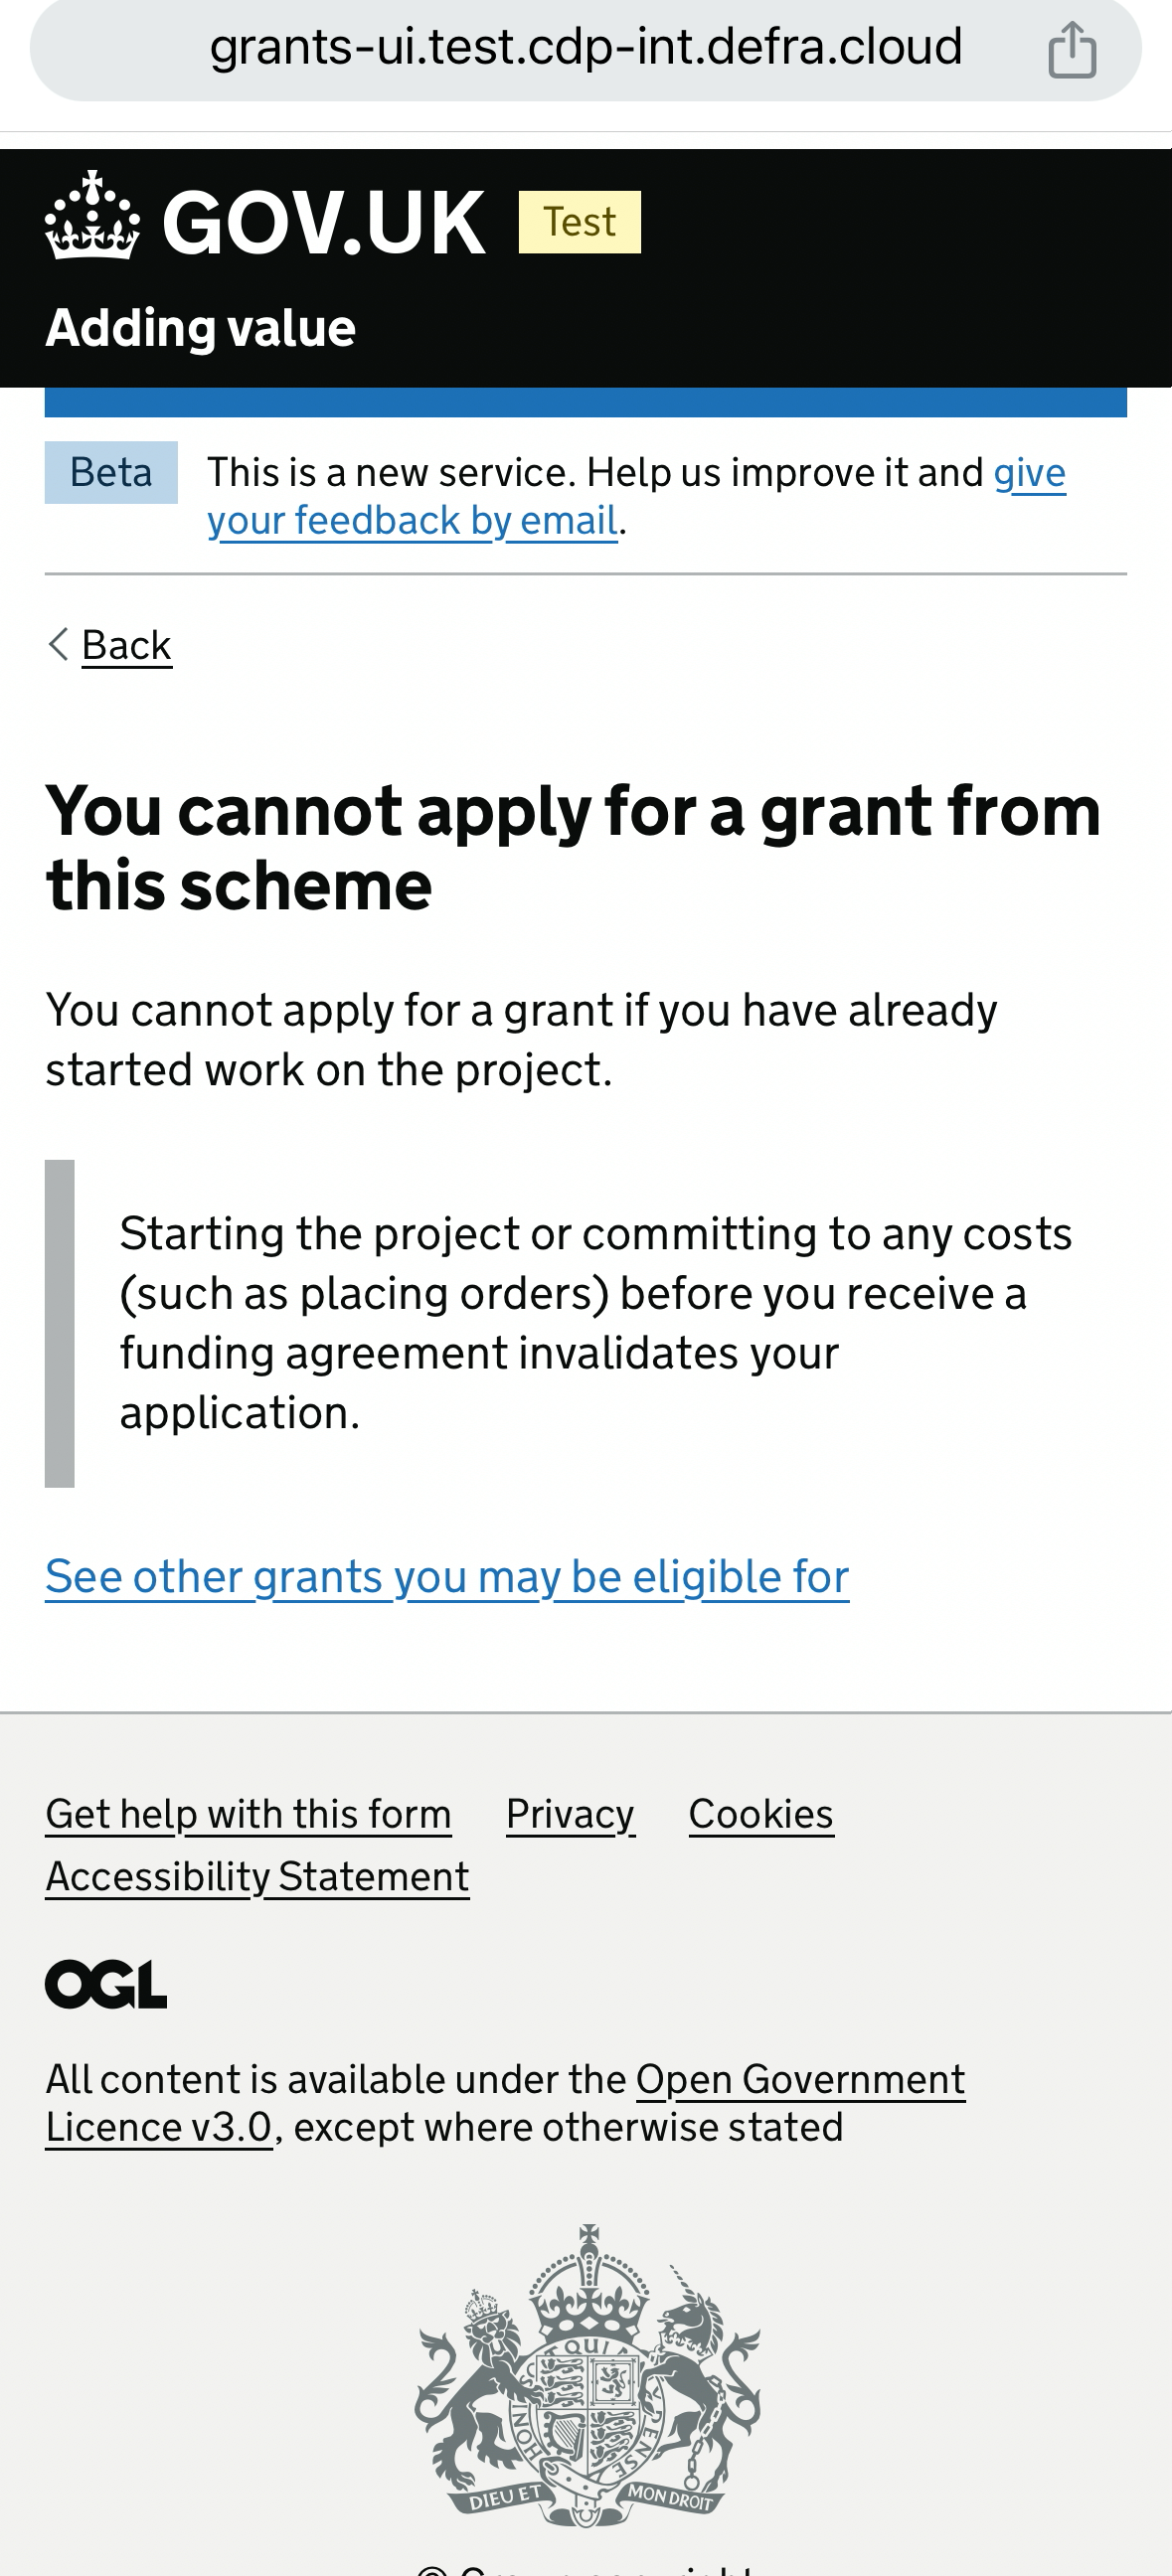 grants-ui.test.cdp-int.defra.cloud
GOV.UK Test
Adding value
Beta This is a new service. Help us improve it and give
your feedback by email.
Back
You cannot apply for a grant from
this scheme
You cannot apply for a grant if you have already
started work on the project.
Starting the project or committing to any costs
(such as placing orders) before you receive a
funding agreement invalidates your
application.
See other grants you may be eligible for
Get help with this form Privacy Cookies
Accessibility Statement
OGL
All content is available under the Open Government
Licence v3.0, except where otherwise stated
QUI
HONI
PENSE
DIEU ET MON DROIT